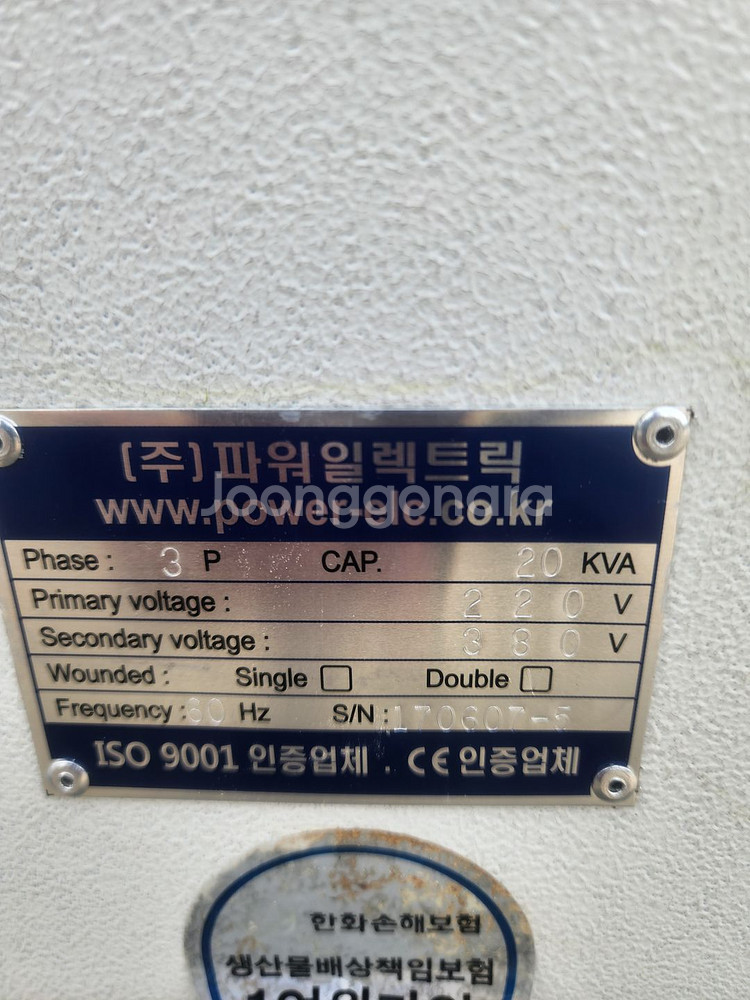 (주)파워일렉트릭
Joonggonara
www.power-elc.co.kr
Phase : 3 P CAP. 20 KVA
Primary voltage : 220 V
Secondary voltage : 380 V
Wounded : Single Double
Frequency : 60 Hz S/N : 170607-5
ISO 9001 인증업체 . CE 인증업체
한화손해보험
생산물배상책임보험